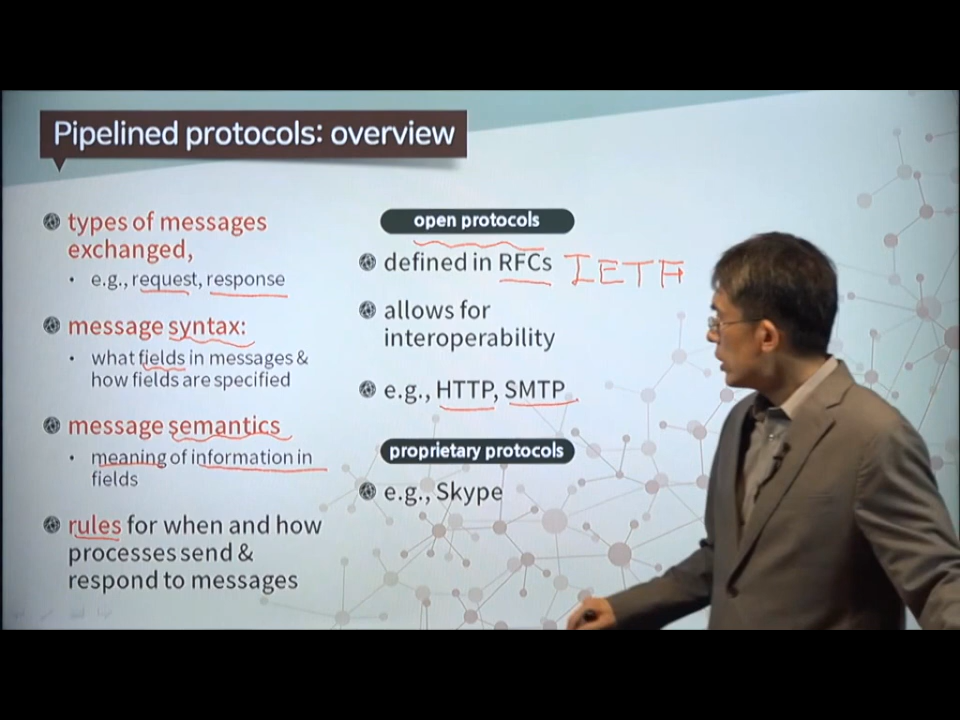 Pipelined protocols: overview
types of messages
exchanged,
e.g., request, response
message syntax:
what fields in messages &
how fields are specified
message semantics
meaning of information in
fields
rules for when and how
processes send &
respond to messages
open protocols
defined in RFCs IETF
allows for
interoperability
e.g., HTTP, SMTP
proprietary protocols
e.g., Skype